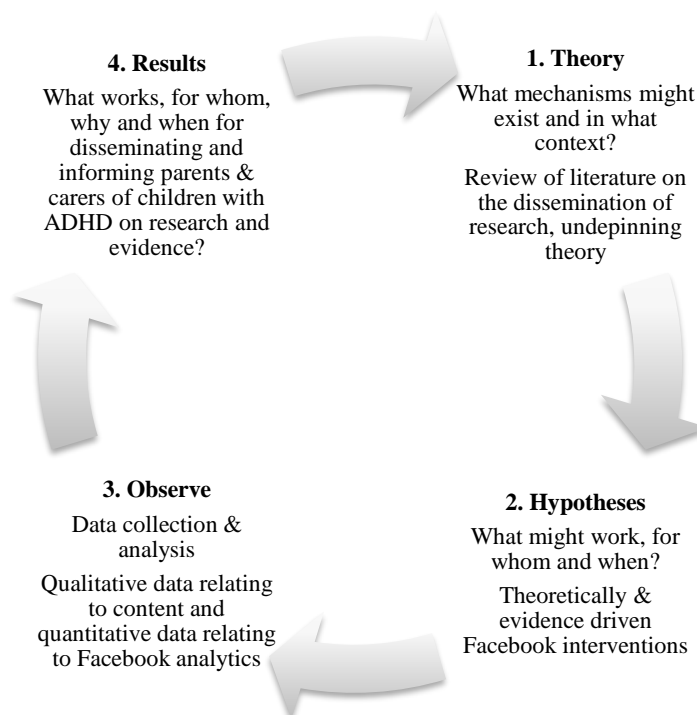 1. Theory
What mechanisms might
exist and in what
context?
Review of literature on
the dissemination of
research, undepinning
theory
2. Hypotheses
What might work, for
whom and when?
Theoretically &
evidence driven
Facebook interventions
3. Observe
Data collection &
analysis
Qualitative data relating
to content and
quantitative data relating
to Facebook analytics
4. Results
What works, for whom,
why and when for
disseminating and
informing parents &
carers of children with
ADHD on research and
evidence?